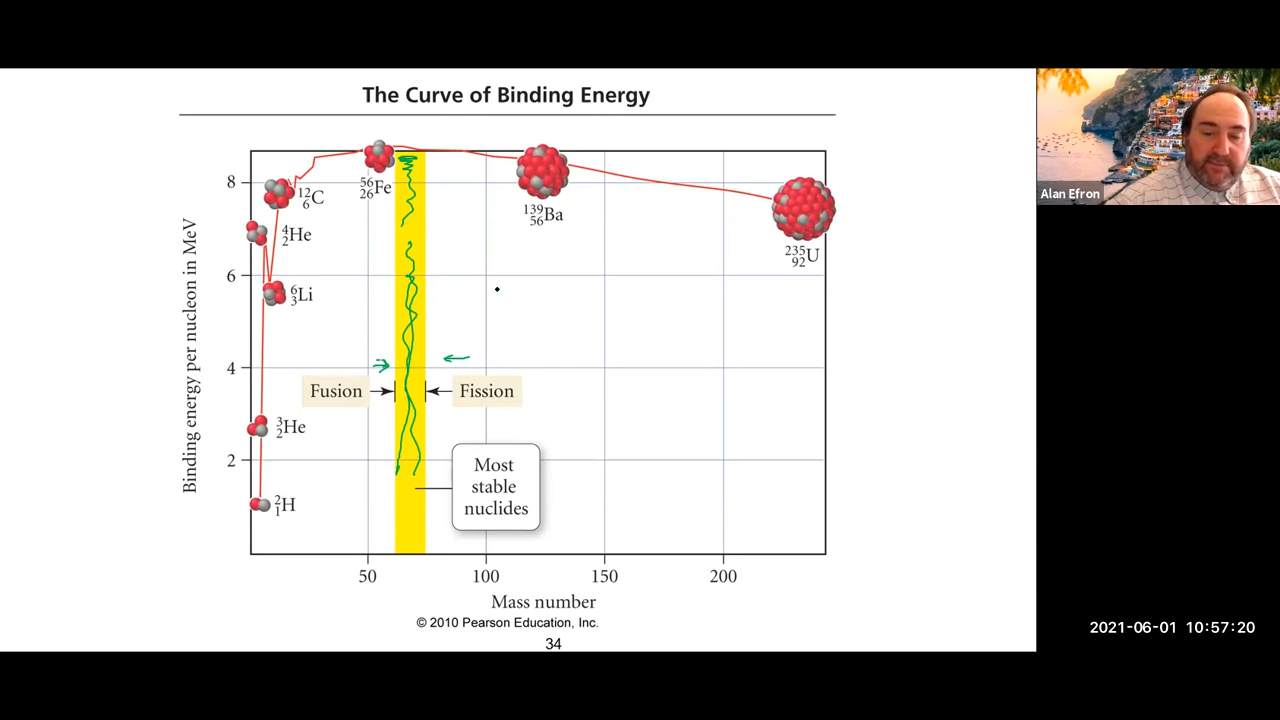 The Curve of Binding Energy
Binding energy per nucleon in MeV
8
6
4
2
56
26Fe
12
6C
4
2He
6
3Li
3
2He
2
1H
139
56Ba
235
92U
Fusion
Fission
Most
stable
nuclides
50
100
150
200
Mass number
© 2010 Pearson Education, Inc.
34
Alan Efron
2021-06-01 10:57:20